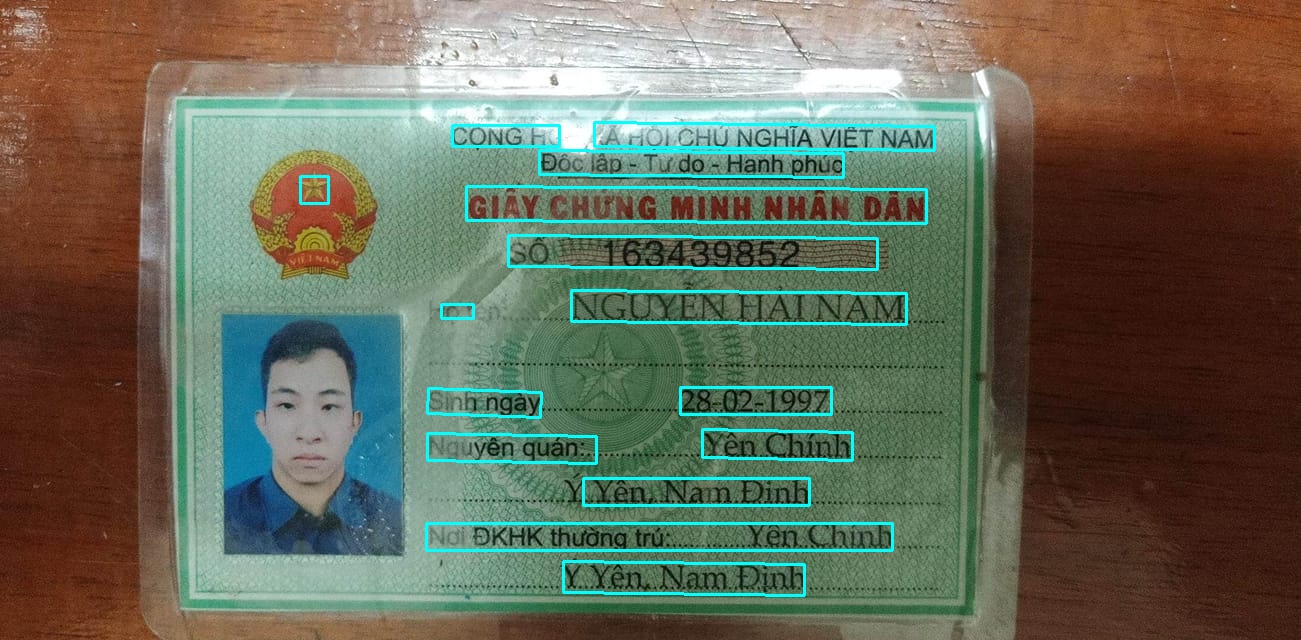 CỘNG HÒA XÃ HỘI CHỦ NGHĨA VIỆT NAM
Độc lập - Tự do - Hạnh phúc
GIẤY CHỨNG MINH NHÂN DÂN
SỐ 163439852
VIỆT NAM
Họ tên: NGUYỄN HẢI NAM
Sinh ngày 28-02-1997
Nguyên quán: Yên Chính
Ý Yên, Nam Định
Nơi ĐKHK thường trú: Yên Chính
Ý Yên, Nam Định